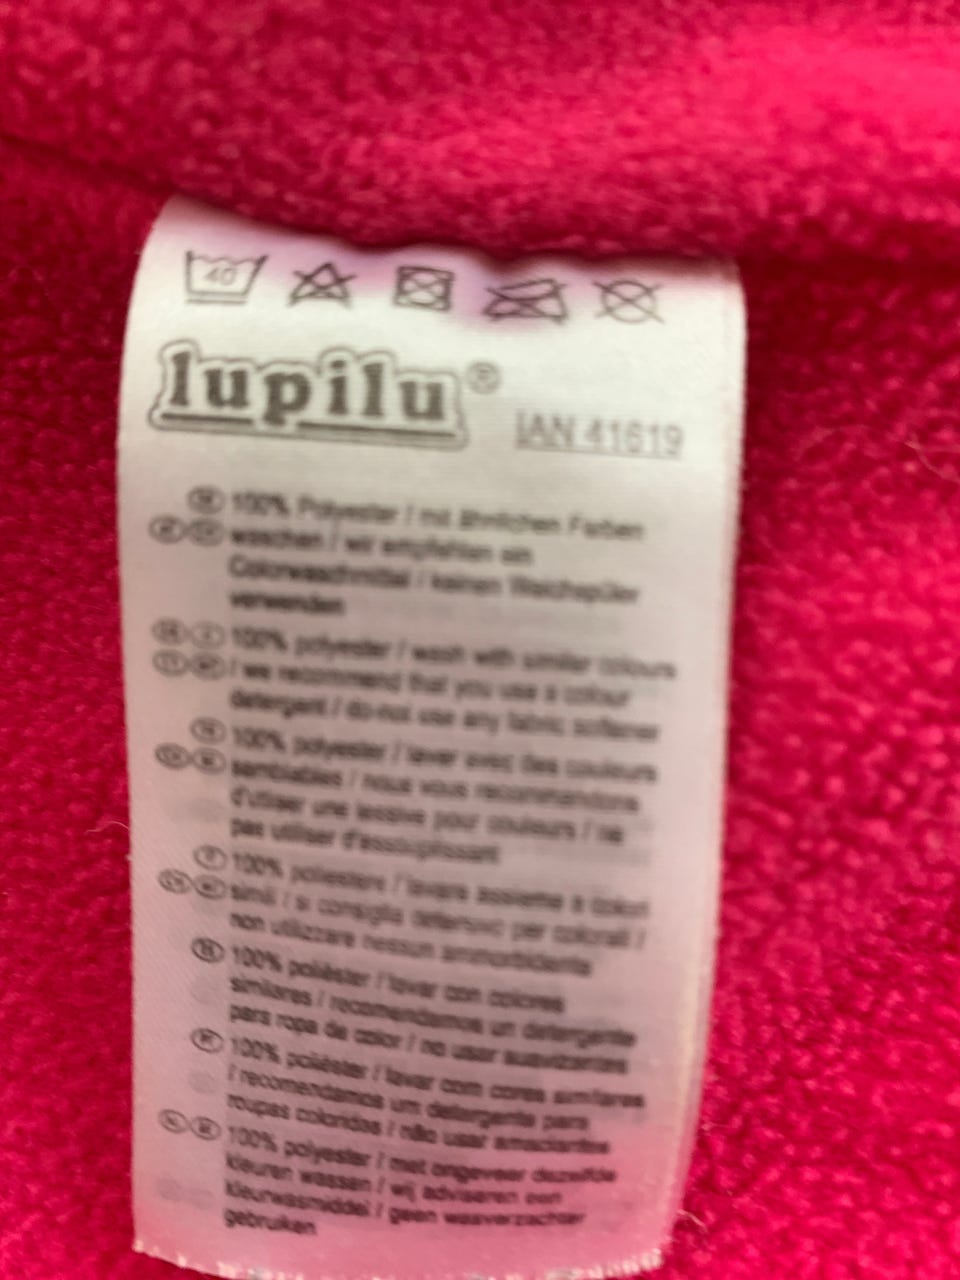 40
lupilu®
IAN 41619
100% Polyester / mit ähnlichen Farben
waschen / wir empfehlen ein
Colorwaschmittel / keinen Weichspüler
verwenden
100% polyester / wash with similar colours
/ we recommend that you use a colour
detergent / do not use any fabric softener
100% polyester / laver avec des couleurs
semblables / nous vous recommandons
d'utiliser une lessive pour couleurs / ne
pas utiliser d'assouplissant
100% poliestere / lavare assieme a colori
simili / si consiglia detersivo per colorati /
non utilizzare nessun ammorbidente
100% poliéster / lavar con colores
similares / recomendamos un detergente
para ropa de color / no usar suavizantes
100% poliéster / lavar com cores similares
/ recomendamos um detergente para
roupas coloridas / não usar amaciantes
100% polyester / met ongeveer dezelfde
kleuren wassen / wij adviseren een
kleurwasmiddel / geen wasverzachter
gebruiken